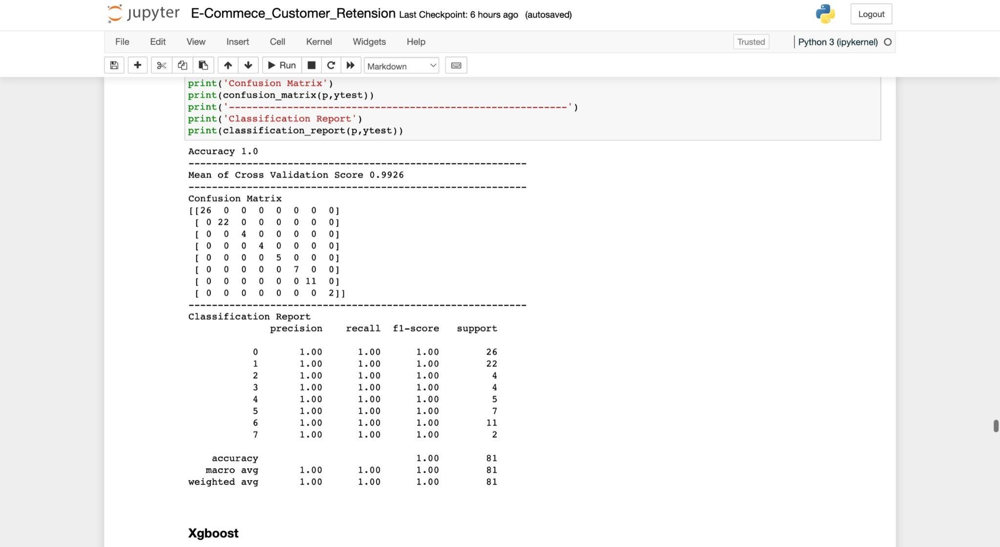 jupyter E-Commece_Customer_Retension Last Checkpoint: 6 hours ago (autosaved) Logout
File Edit View Insert Cell Kernel Widgets Help Trusted Python 3 (ipykernel)
Run Markdown
print('Confusion Matrix')
print(confusion_matrix(p,ytest))
print('----------------------------------------------------------')
print('Classification Report')
print(classification_report(p,ytest))
Accuracy 1.0
----------------------------------------------------------
Mean of Cross Validation Score 0.9926
----------------------------------------------------------
Confusion Matrix
[[26 0 0 0 0 0 0 0]
[ 0 22 0 0 0 0 0 0]
[ 0 0 4 0 0 0 0 0]
[ 0 0 0 4 0 0 0 0]
[ 0 0 0 0 5 0 0 0]
[ 0 0 0 0 0 7 0 0]
[ 0 0 0 0 0 0 11 0]
[ 0 0 0 0 0 0 0 2]]
----------------------------------------------------------
Classification Report
precision recall f1-score support
0 1.00 1.00 1.00 26
1 1.00 1.00 1.00 22
2 1.00 1.00 1.00 4
3 1.00 1.00 1.00 4
4 1.00 1.00 1.00 5
5 1.00 1.00 1.00 7
6 1.00 1.00 1.00 11
7 1.00 1.00 1.00 2
accuracy 1.00 81
macro avg 1.00 1.00 1.00 81
weighted avg 1.00 1.00 1.00 81
Xgboost